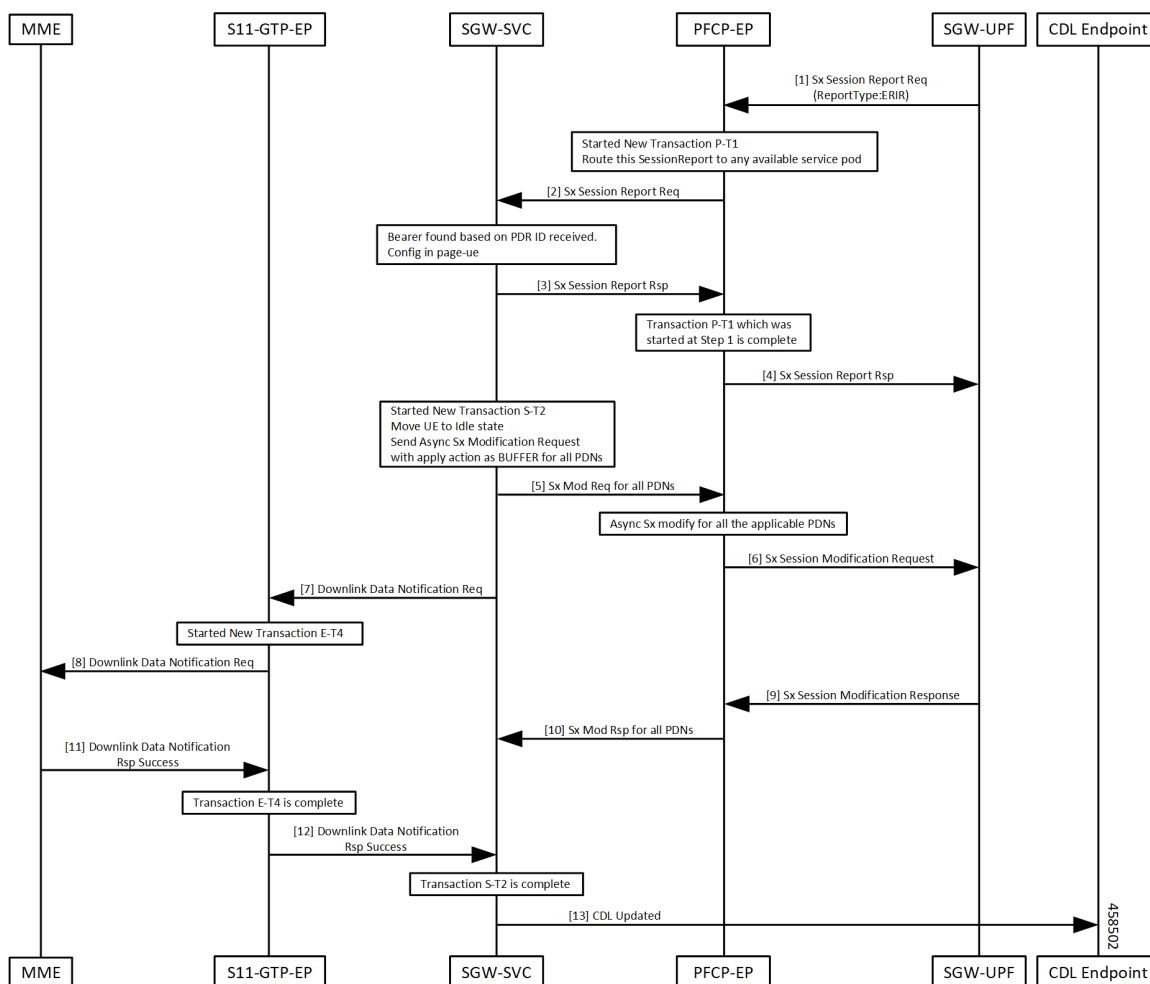 MME
S11-GTP-EP
SGW-SVC
PFCP-EP
SGW-UPF
CDL Endpoint
[1] Sx Session Report Req
(ReportType:ERIR)
Started New Transaction P-T1
Route this SessionReport to any available service pod
[2] Sx Session Report Req
Bearer found based on PDR ID received.
Config in page-ue
[3] Sx Session Report Rsp
Transaction P-T1 which was
started at Step 1 is complete
[4] Sx Session Report Rsp
Started New Transaction S-T2
Move UE to Idle state
Send Async Sx Modification Request
with apply action as BUFFER for all PDNs
[5] Sx Mod Req for all PDNs
Async Sx modify for all the applicable PDNs
[6] Sx Session Modification Request
[7] Downlink Data Notification Req
Started New Transaction E-T4
[8] Downlink Data Notification Req
[9] Sx Session Modification Response
[10] Sx Mod Rsp for all PDNs
[11] Downlink Data Notification
Rsp Success
Transaction E-T4 is complete
[12] Downlink Data Notification
Rsp Success
Transaction S-T2 is complete
[13] CDL Updated
458502
MME
S11-GTP-EP
SGW-SVC
PFCP-EP
SGW-UPF
CDL Endpoint